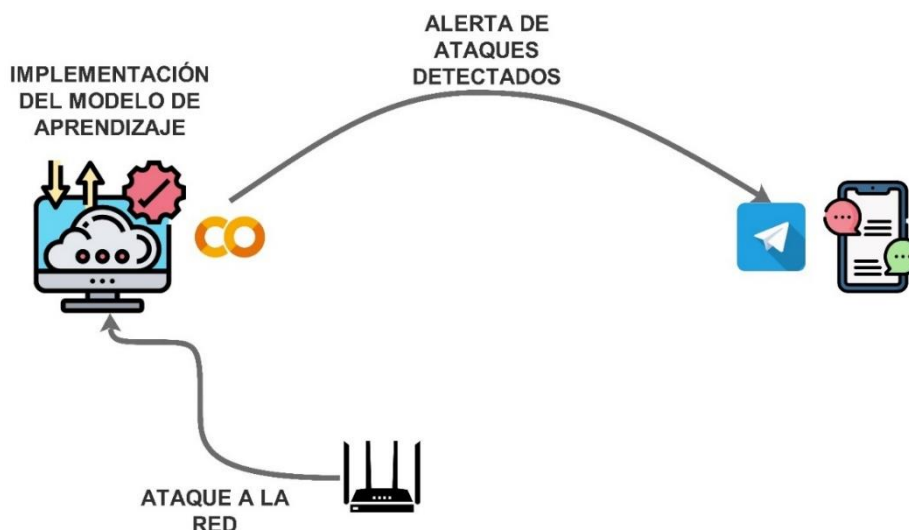 ALERTA DE
ATAQUES
DETECTADOS
IMPLEMENTACIÓN
DEL MODELO DE
APRENDIZAJE
ATAQUE A LA
RED